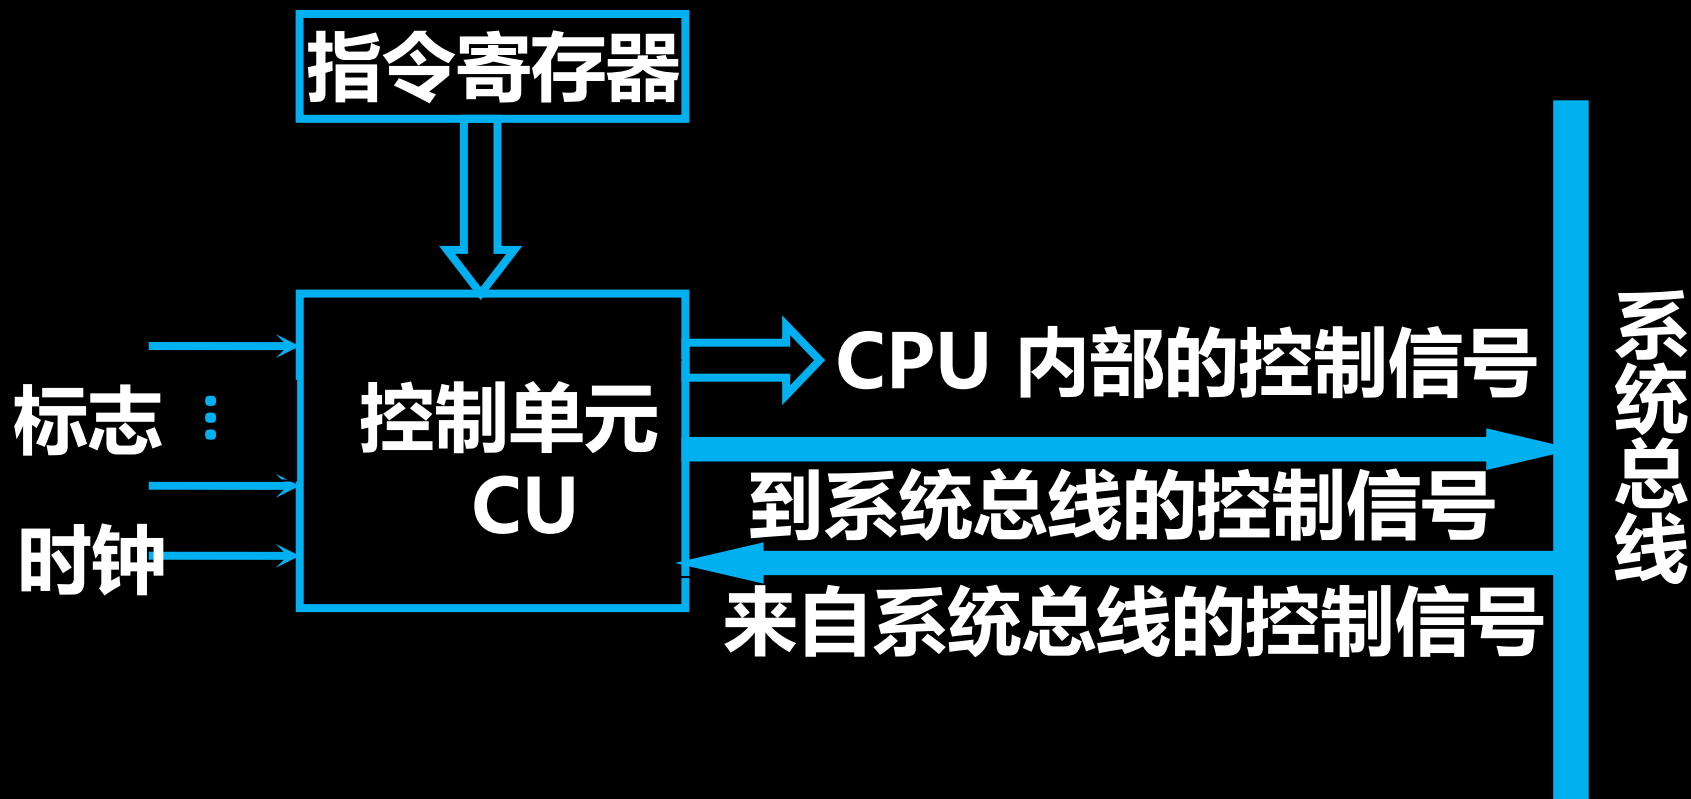 指令寄存器
CPU 内部的控制信号
标志
控制单元
CU
到系统总线的控制信号
时钟
来自系统总线的控制信号
系统总线